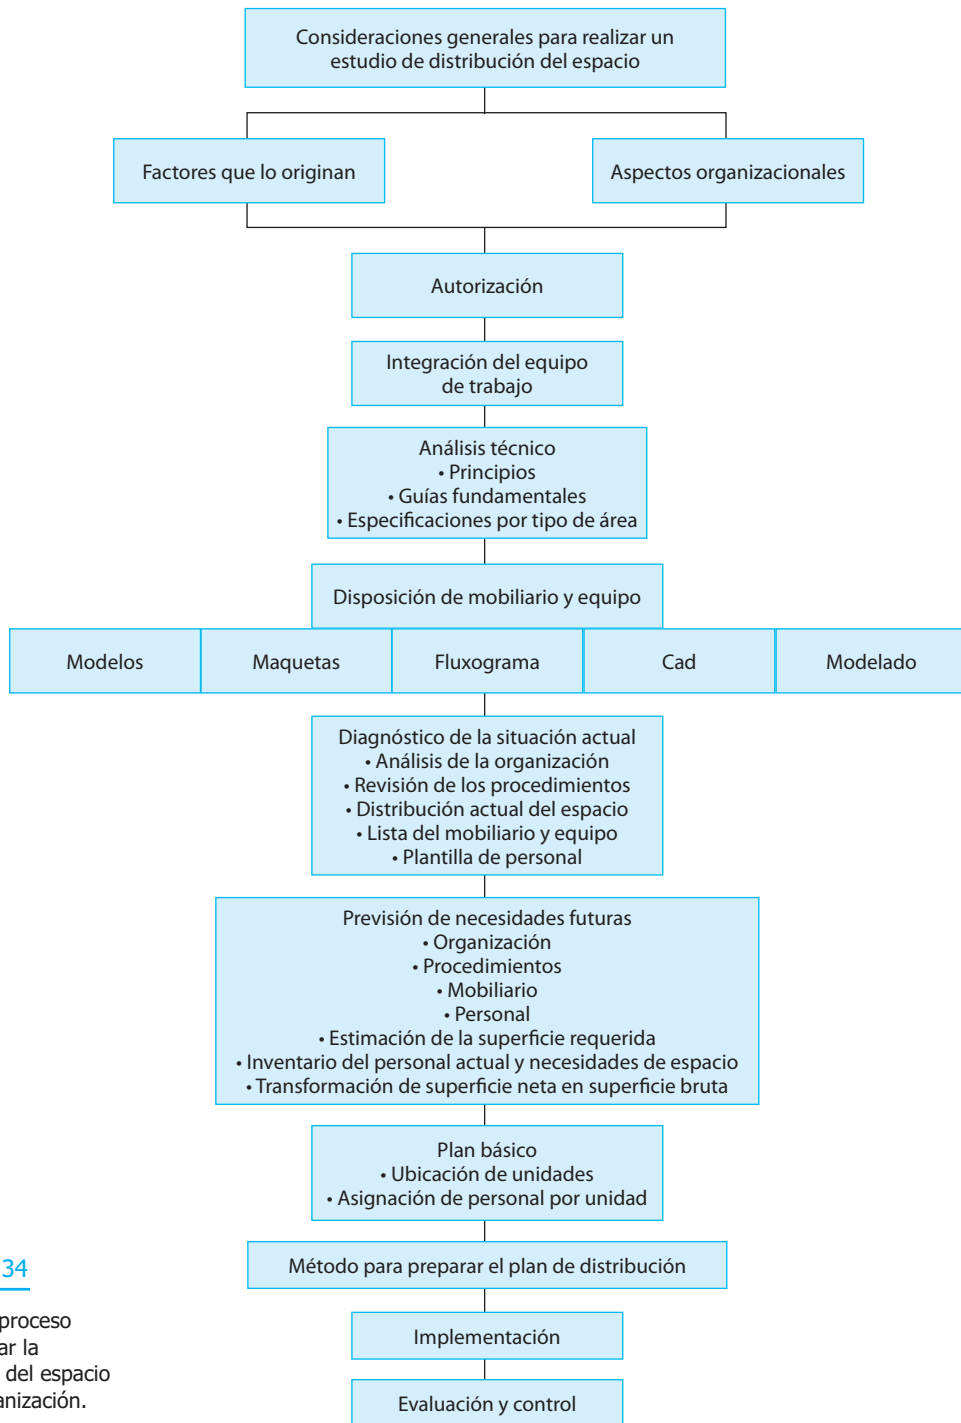 Consideraciones generales para realizar un
estudio de distribución del espacio
Factores que lo originan
Aspectos organizacionales
Autorización
Integración del equipo
de trabajo
Análisis técnico
• Principios
• Guías fundamentales
• Especificaciones por tipo de área
Disposición de mobiliario y equipo
Modelos
Maquetas
Fluxograma
Cad
Modelado
Diagnóstico de la situación actual
• Análisis de la organización
• Revisión de los procedimientos
• Distribución actual del espacio
• Lista del mobiliario y equipo
• Plantilla de personal
Previsión de necesidades futuras
• Organización
• Procedimientos
• Mobiliario
• Personal
• Estimación de la superficie requerida
• Inventario del personal actual y necesidades de espacio
• Transformación de superficie neta en superficie bruta
Plan básico
• Ubicación de unidades
• Asignación de personal por unidad
Método para preparar el plan de distribución
Implementación
Evaluación y control
34
proceso
ar la
del espacio
anización.